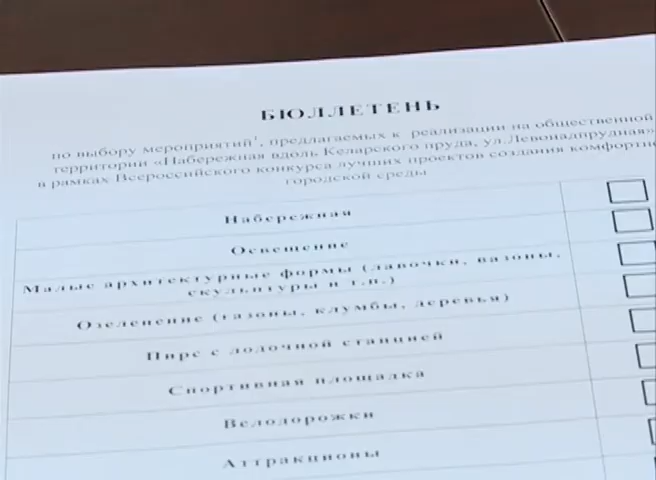 БЮЛЛЕТЕНЬ
по выбору мероприятий¹, предлагаемых к реализации на общественной
территории «Набережная вдоль Келарского пруда, ул.Левонадпрудная»
в рамках Всероссийского конкурса лучших проектов создания комфортн
городской среды
Набережная
Освещение
Малые архитектурные формы (лавочки, вазоны,
скульптуры и т.п.)
Озеленение (газоны, клумбы, деревья)
Пирс с лодочной станцией
Спортивная площадка
Велодорожки
Аттракционы